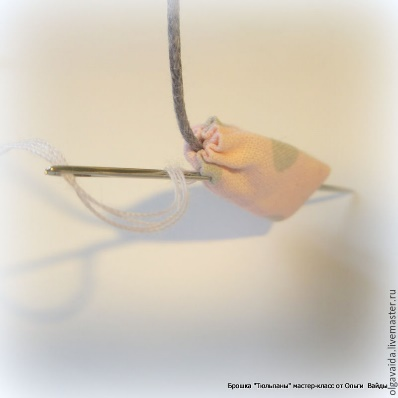 Брошка "Тюльпаны" мастер-класс от Ольги Вайды
olgavaida.livemaster.ru